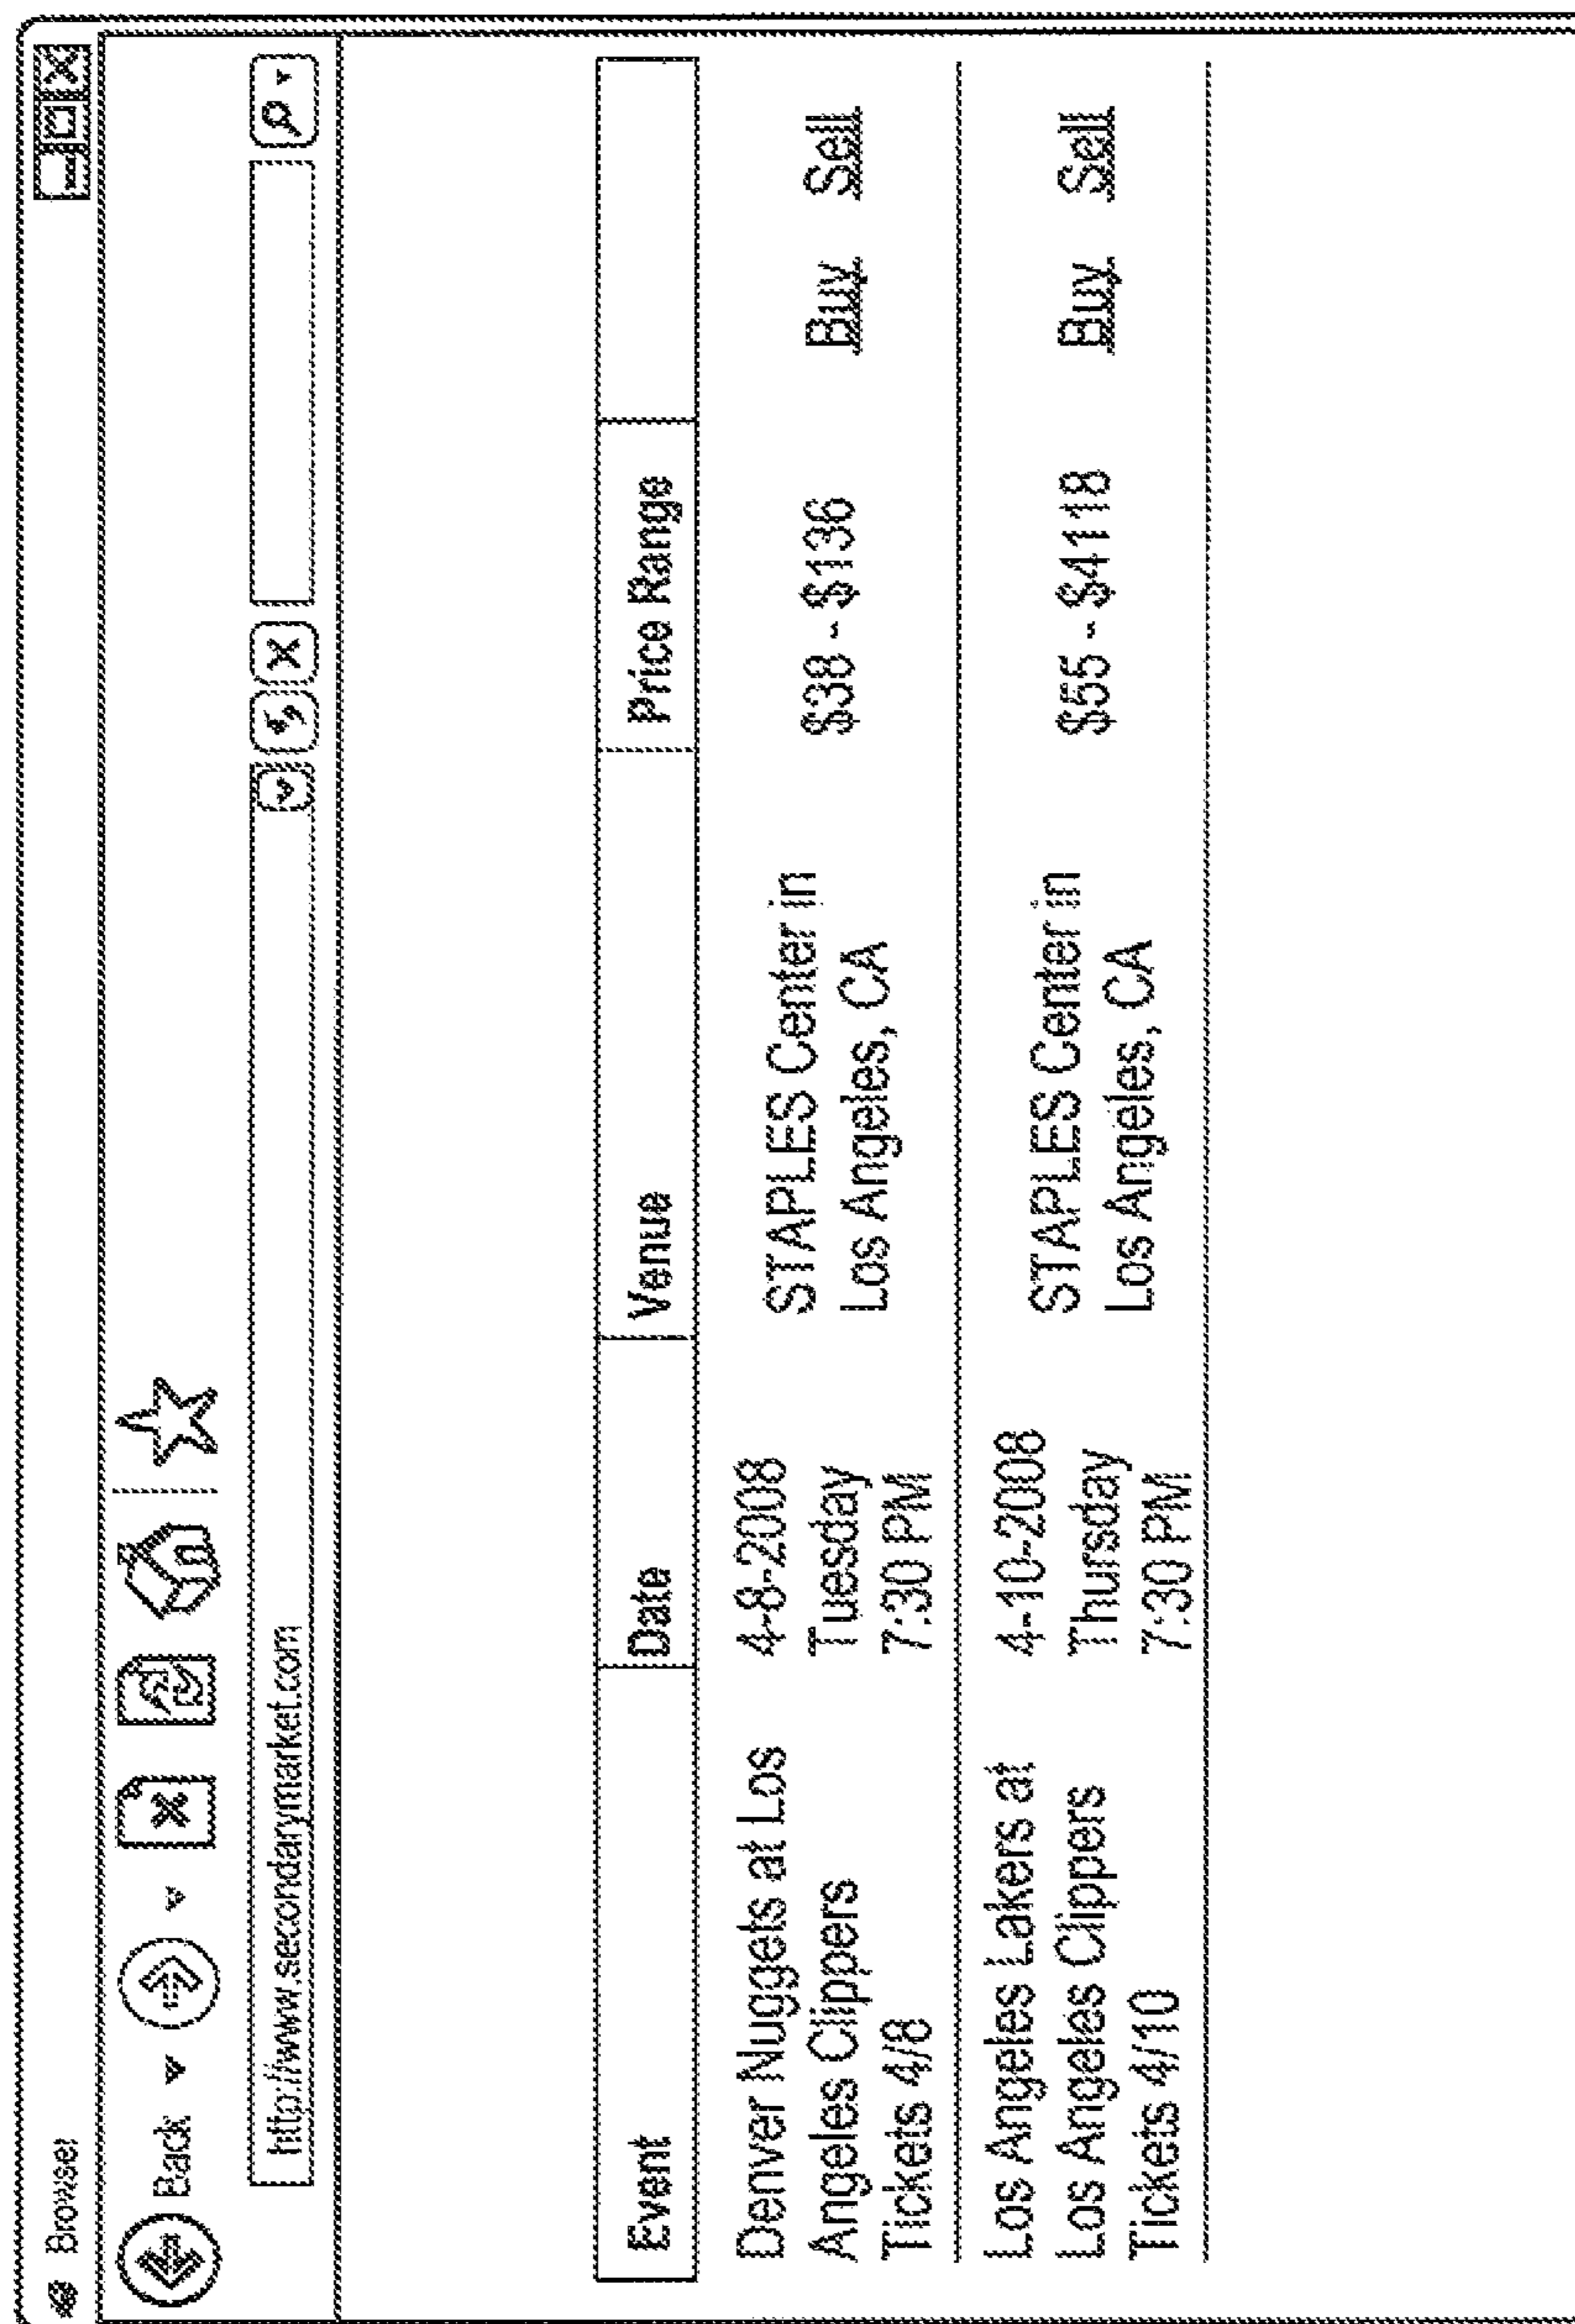 Browser
Back
http://www.secondarymarket.com
Event Date Venue Price Range
Denver Nuggets at Los 4-8-2008
Angeles Clippers Tuesday STAPLES Center in $38 - $136 Buy Sell
Tickets 4/8 7:30 PM Los Angeles, CA
Los Angeles Lakers at 4-10-2008
Los Angeles Clippers Thursday STAPLES Center in $55 - $4118 Buy Sell
Tickets 4/10 7:30 PM Los Angeles, CA